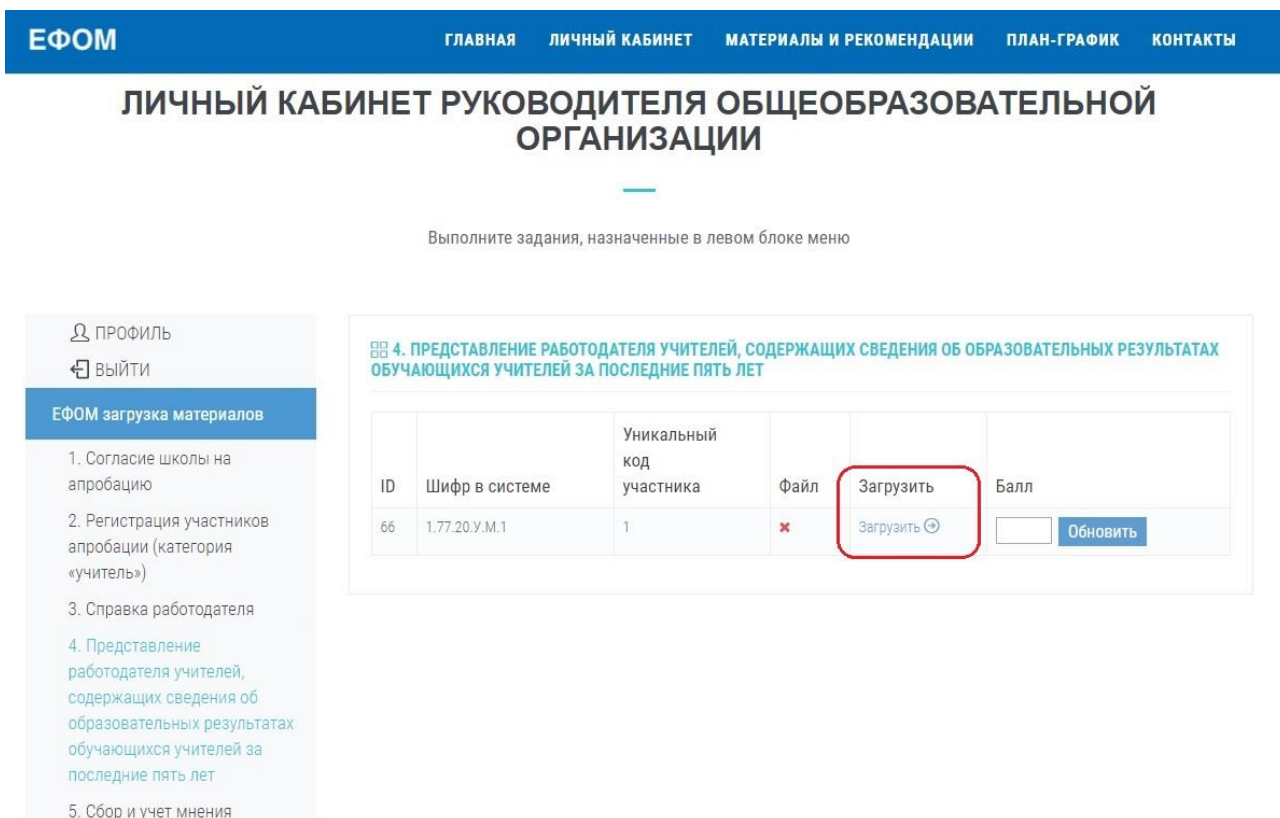 ЕФОМ
ГЛАВНАЯ ЛИЧНЫЙ КАБИНЕТ МАТЕРИАЛЫ И РЕКОМЕНДАЦИИ ПЛАН-ГРАФИК КОНТАКТЫ
ЛИЧНЫЙ КАБИНЕТ РУКОВОДИТЕЛЯ ОБЩЕОБРАЗОВАТЕЛЬНОЙ
ОРГАНИЗАЦИИ
Выполните задания, назначенные в левом блоке меню
ПРОФИЛЬ
ВЫЙТИ
ЕФОМ загрузка материалов
1. Согласие школы на
апробацию
2. Регистрация участников
апробации (категория
«учитель»)
3. Справка работодателя
4. Представление
работодателя учителей,
содержащих сведения об
образовательных результатах
обучающихся учителей за
последние пять лет
5. Сбор и учет мнения
4. ПРЕДСТАВЛЕНИЕ РАБОТОДАТЕЛЯ УЧИТЕЛЕЙ, СОДЕРЖАЩИХ СВЕДЕНИЯ ОБ ОБРАЗОВАТЕЛЬНЫХ РЕЗУЛЬТАТАХ
ОБУЧАЮЩИХСЯ УЧИТЕЛЕЙ ЗА ПОСЛЕДНИЕ ПЯТЬ ЛЕТ
Уникальный
код
ID Шифр в системе участника Файл Загрузить Балл
66 1.77.20.У.М.1 1 Загрузить Обновить